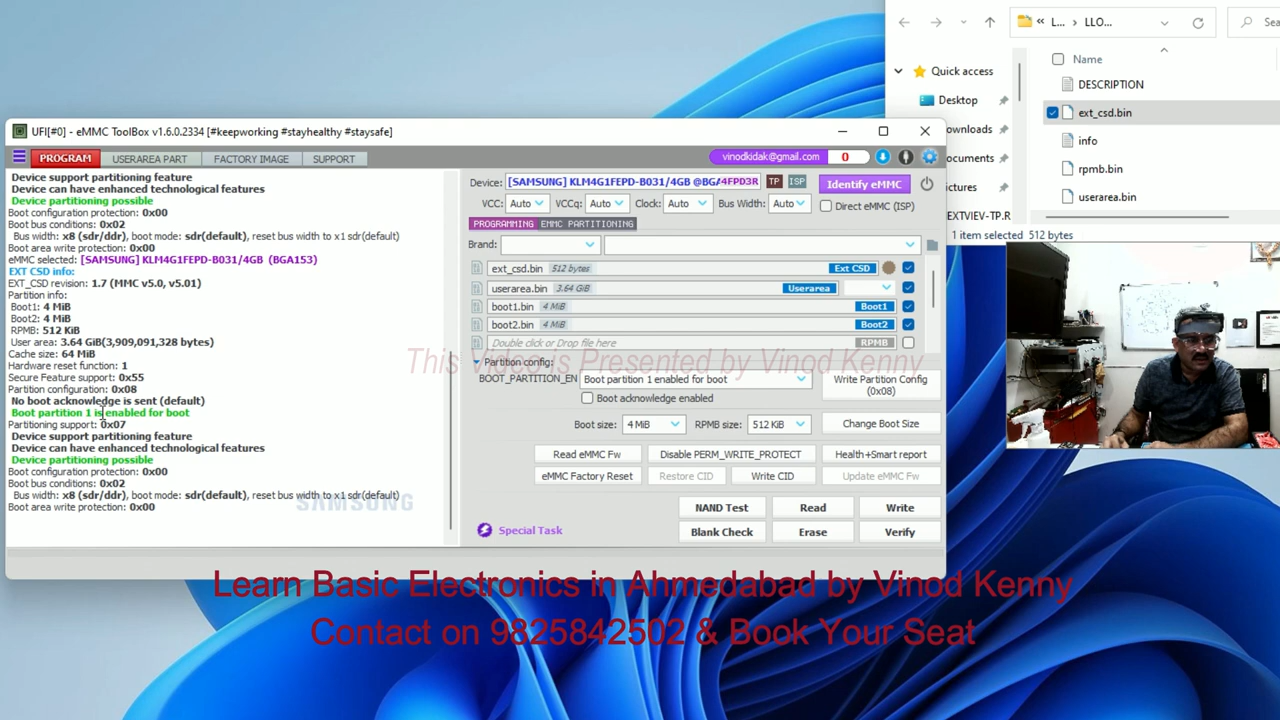 UFI[#0] - eMMC ToolBox v1.6.0.2334 [#keepworking #stayhealthy #staysafe]
PROGRAM USERAREA PART FACTORY IMAGE SUPPORT
vinodkidak@gmail.com 0
Device support partitioning feature
Device can have enhanced technological features
Device partitioning possible
Boot configuration protection: 0x00
Boot bus conditions: 0x02
Bus width: x8 (sdr/ddr), boot mode: sdr(default), reset bus width to x1 sdr(default)
Boot area write protection: 0x00
eMMC selected: [SAMSUNG] KLM4G1FEPD-B031/4GB (BGA153)
EXT CSD info:
EXT_CSD revision: 1.7 (MMC v5.0, v5.01)
Partition info:
Boot1: 4 MiB
Boot2: 4 MiB
RPMB: 512 KiB
User area: 3.64 GiB(3,909,091,328 bytes)
Cache size: 64 MiB
Hardware reset function: 1
Secure Feature support: 0x55
Partition configuration: 0x08
No boot acknowledge is sent (default)
Boot partition 1 is enabled for boot
Partitioning support: 0x07
Device support partitioning feature
Device can have enhanced technological features
Device partitioning possible
Boot configuration protection: 0x00
Boot bus conditions: 0x02
Bus width: x8 (sdr/ddr), boot mode: sdr(default), reset bus width to x1 sdr(default)
Boot area write protection: 0x00
SAMSUNG
Device: [SAMSUNG] KLM4G1FEPD-B031/4GB @BGA4FPD3R TP ISP Identify eMMC
VCC: Auto VCCq: Auto Clock: Auto Bus Width: Auto Direct eMMC (ISP)
PROGRAMMING EMMC PARTITIONING
Brand:
ext_csd.bin 512 bytes Ext CSD
userarea.bin 3.64 GiB Userarea
boot1.bin 4 MiB Boot1
boot2.bin 4 MiB Boot2
Double click or Drop file here RPMB
Partition config:
BOOT_PARTITION_EN Boot partition 1 enabled for boot Write Partition Config (0x08)
Boot acknowledge enabled
Boot size: 4 MiB RPMB size: 512 KiB Change Boot Size
Read eMMC Fw Disable PERM_WRITE_PROTECT Health+Smart report
eMMC Factory Reset Restore CID Write CID Update eMMC Fw
NAND Test Read Write
Special Task Blank Check Erase Verify
« L... › LLO... Sea
Quick access
Desktop
ownloads
ocuments
ictures
EXTVIEV-TP.R
Name
DESCRIPTION
ext_csd.bin
info
rpmb.bin
userarea.bin
1 item selected 512 bytes
This Video is Presented by Vinod Kenny
Learn Basic Electronics in Ahmedabad by Vinod Kenny
Contact on 9825842502 & Book Your Seat